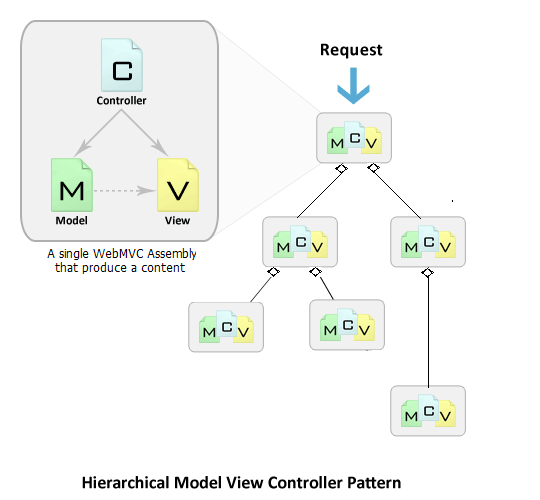 C
Controller
M
Model
V
View
A single WebMVC Assembly
that produce a content
Request
M C V
M C V
M C V
M C V
M C V
M C V
Hierarchical Model View Controller Pattern